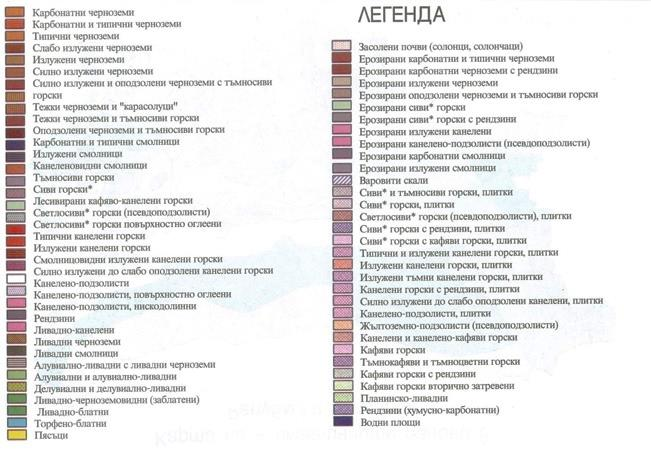 Карбонатни черноземи
Карбонатни и типични черноземи
Типични черноземи
Слабо излужени черноземи
Излужени черноземи
Силно излужени черноземи
Силно излужени и оподзолени черноземи с тъмносиви
горски
Тежки черноземи и "карасолуци"
Тежки черноземи и тъмносиви горски
Оподзолени черноземи и тъмносиви горски
Карбонатни и типични смолници
Излужени смолници
Канеленовидни смолници
Тъмносиви горски
Сиви горски*
Лесивирани кафяво-канелени горски
Светлосиви* горски (псевдоподзолисти)
Светлосиви* горски повърхностно оглеени
Типични канелени горски
Излужени канелени горски
Смолницовидни излужени канелени горски
Силно излужени до слабо оподзолени канелени горски
Канелено-подзолисти
Канелено-подзолисти, повърхностно оглеени
Канелено-подзолисти, нискодолинни
Рендзини
Ливадно-канелени
Ливадни черноземи
Ливадни смолници
Алувиално-ливадни с ливадни черноземи
Алувиални и алувиално-ливадни
Делувиални и делувиално-ливадни
Ливадно-черноземовидни (заблатени)
Ливадно-блатни
Торфено-блатни
Пясъци
ЛЕГЕНДА
Засолени почви (солонци, солончаци)
Ерозирани карбонатни и типични черноземи
Ерозирани карбонатни черноземи с рендзини
Ерозирани излужени черноземи
Ерозирани оподзолени черноземи и тъмносиви горски
Ерозирани сиви* горски
Ерозирани сиви* горски с рендзини
Ерозирани излужени канелени
Ерозирани канелено-подзолисти (псевдоподзолисти)
Ерозирани карбонатни смолници
Ерозирани излужени смолници
Варовити скали
Сиви* и тъмносиви горски, плитки
Сиви* горски, плитки
Светлосиви* горски (псевдоподзолисти), плитки
Сиви* горски с рендзини, плитки
Сиви* горски с кафяви горски, плитки
Типични и излужени канелени горски, плитки
Излужени канелени горски, плитки
Излужени тъмни канелени горски, плитки
Канелени горски с рендзини, плитки
Силно излужени до слабо оподзолени канелени, плитки
Канелено-подзолисти, плитки
Жълтоземно-подзолисти (псевдоподзолисти)
Канелени и канелено-кафяви горски
Кафяви горски
Тъмнокафяви и тъмноцветни горски
Кафяви горски с рендзини
Кафяви горски вторично затревени
Планинско-ливадни
Рендзини (хумусно-карбонатни)
Водни площи